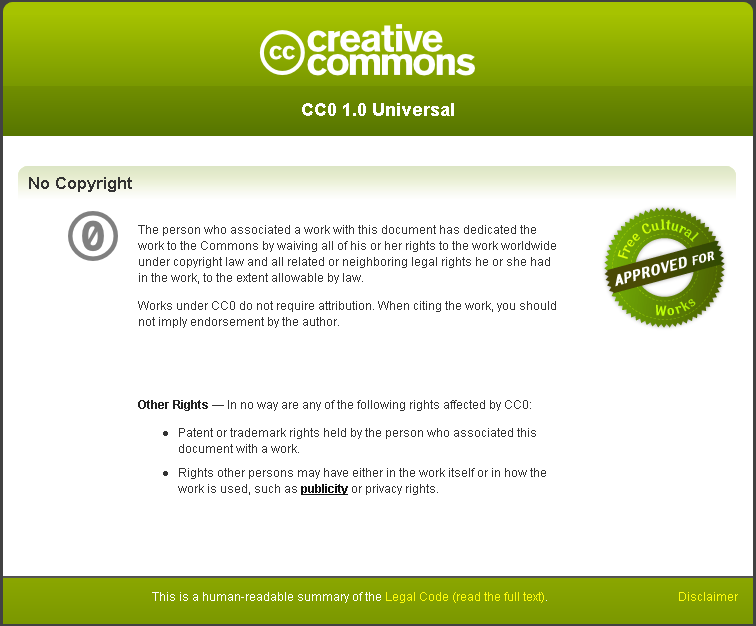 cc creative
commons
CC0 1.0 Universal
No Copyright
0
The person who associated a work with this document has dedicated the
work to the Commons by waiving all of his or her rights to the work worldwide
under copyright law and all related or neighboring legal rights he or she had
in the work, to the extent allowable by law.
Works under CC0 do not require attribution. When citing the work, you should
not imply endorsement by the author.
Free Cultural
APPROVED FOR
Works
Other Rights — In no way are any of the following rights affected by CC0:
• Patent or trademark rights held by the person who associated this
document with a work.
• Rights other persons may have either in the work itself or in how the
work is used, such as publicity or privacy rights.
This is a human-readable summary of the Legal Code (read the full text).
Disclaimer